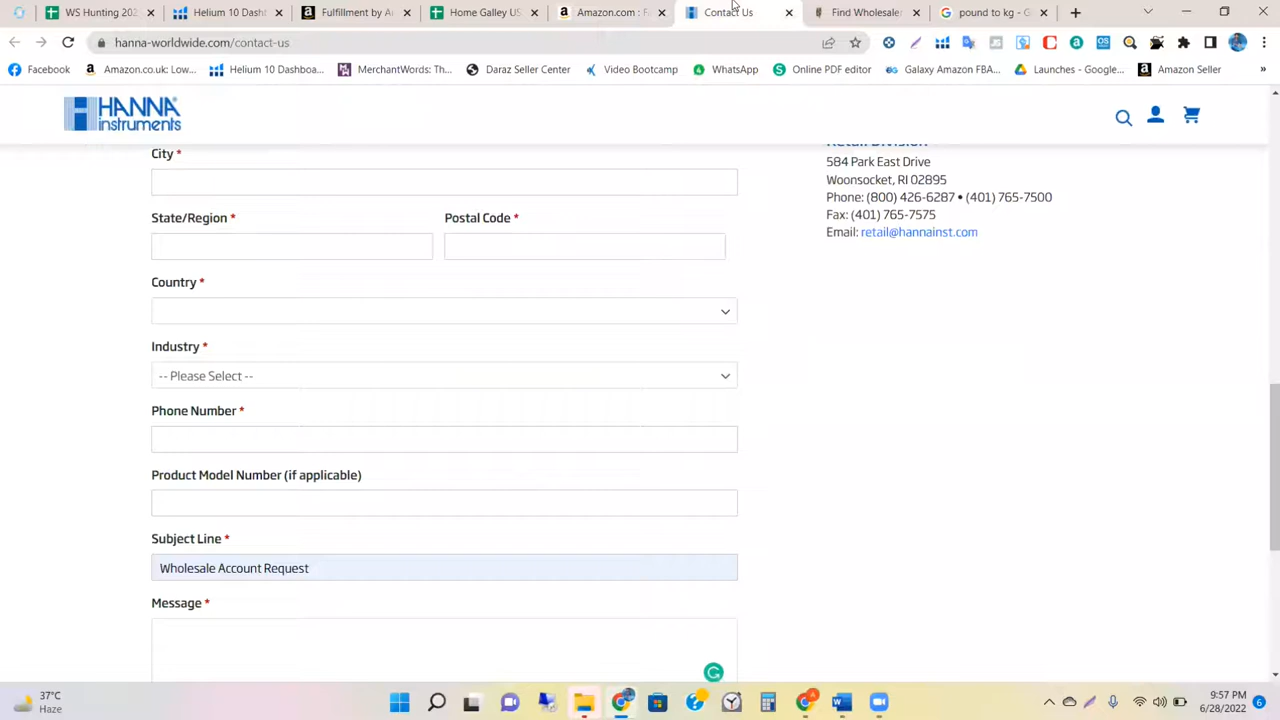 WS Hunting 202
Helium 10 Dash
Fulfillment by A
Home Galley US
Amazon.com : F
Contact Us
Find Wholesale
pound to kg - G
hanna-worldwide.com/contact-us
Facebook
Amazon.co.uk: Low...
Helium 10 Dashboa...
MerchantWords: Th...
Daraz Seller Center
Video Bootcamp
WhatsApp
Online PDF editor
Galaxy Amazon FBA...
Launches - Google...
Amazon Seller
»
HANNA
instruments
City *
584 Park East Drive
Woonsocket, RI 02895
Phone: (800) 426-6287 • (401) 765-7500
Fax: (401) 765-7575
Email: retail@hannainst.com
State/Region *
Postal Code *
Country *
Industry *
-- Please Select --
Phone Number *
Product Model Number (if applicable)
Subject Line *
Wholesale Account Request
Message *
37°C
Haze
9:57 PM
6/28/2022
6